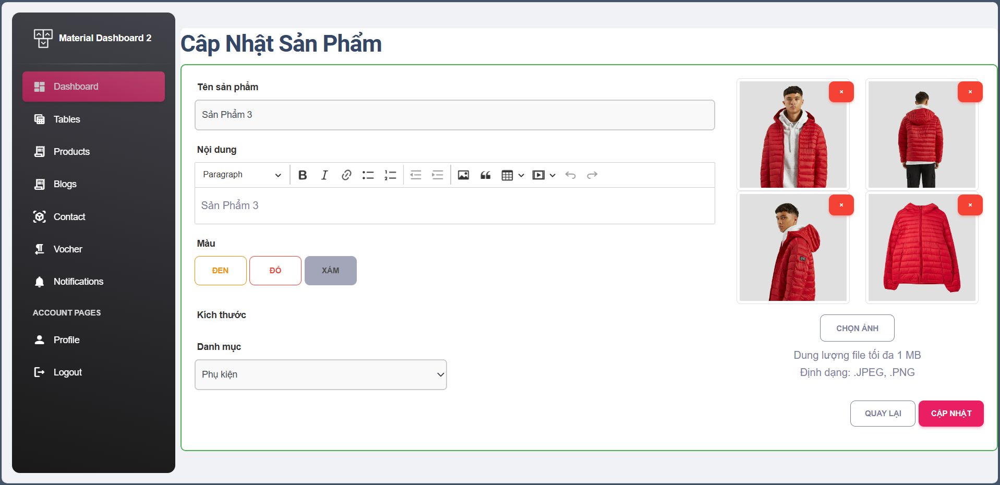 Material Dashboard 2
Dashboard
Tables
Products
Blogs
Contact
Vocher
Notifications
ACCOUNT PAGES
Profile
Logout
Câp Nhật Sản Phẩm
Tên sản phẩm
Sản Phẩm 3
Nội dung
Paragraph
Sản Phẩm 3
Màu
ĐEN ĐỎ XÁM
Kích thước
Danh mục
Phụ kiện
× ×
× ×
CHỌN ẢNH
Dung lượng file tối đa 1 MB
Định dạng: .JPEG, .PNG
QUAY LẠI CẬP NHẬT